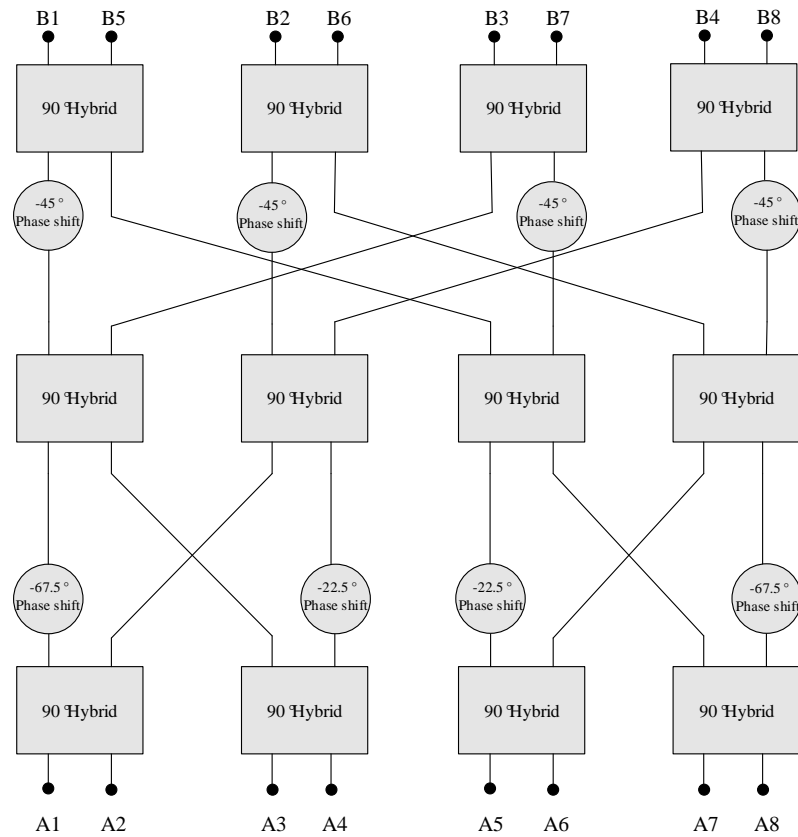 B1 B5 B2 B6 B3 B7 B4 B8
90°Hybrid 90°Hybrid 90°Hybrid 90°Hybrid
-45° -45° -45° -45°
Phase shift Phase shift Phase shift Phase shift
90°Hybrid 90°Hybrid 90°Hybrid 90°Hybrid
-67.5° -22.5° -22.5° -67.5°
Phase shift Phase shift Phase shift Phase shift
90°Hybrid 90°Hybrid 90°Hybrid 90°Hybrid
A1 A2 A3 A4 A5 A6 A7 A8